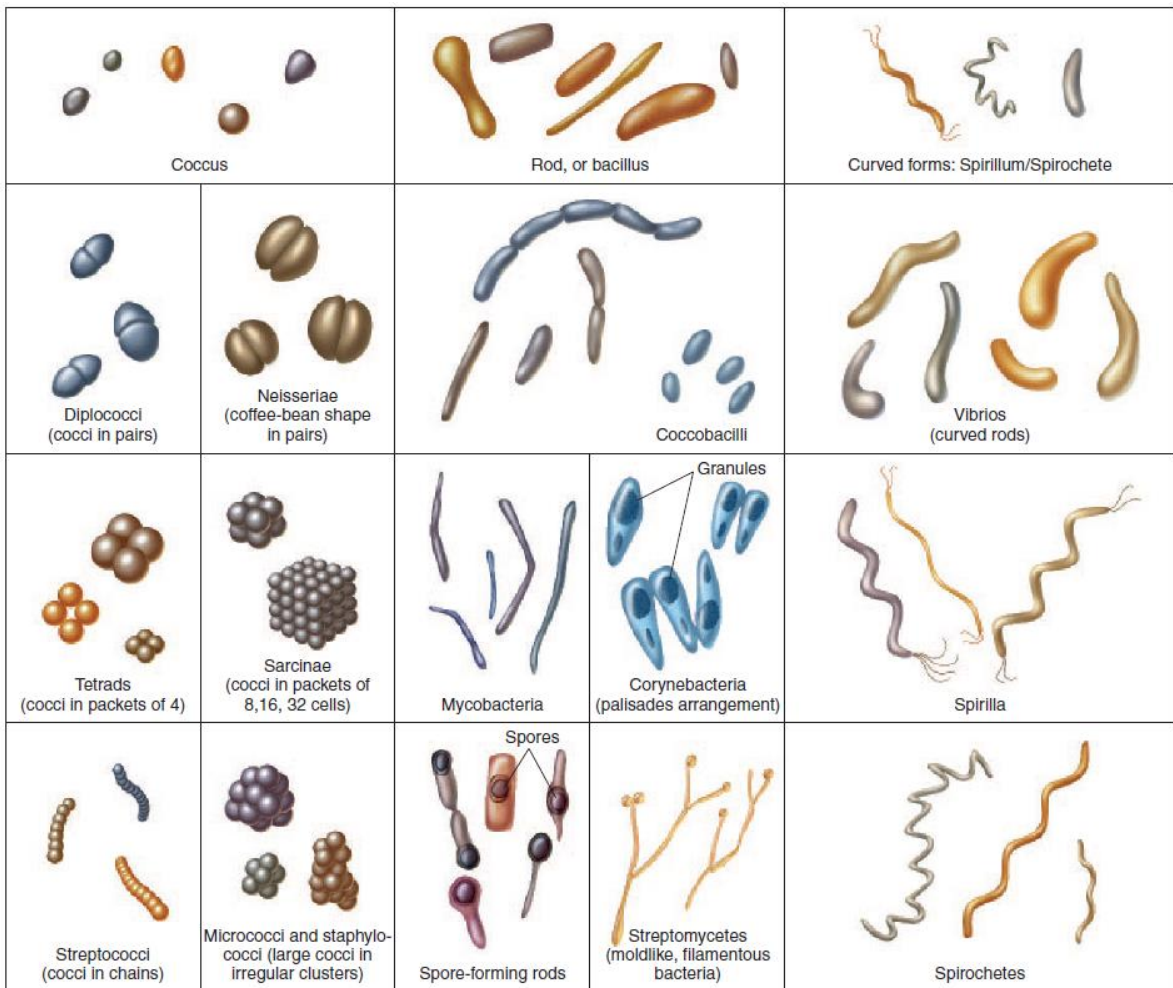 Coccus
Rod, or bacillus
Curved forms: Spirillum/Spirochete
Diplococci
(cocci in pairs)
Neisseriae
(coffee-bean shape
in pairs)
Coccobacilli
Vibrios
(curved rods)
Tetrads
(cocci in packets of 4)
Sarcinae
(cocci in packets of
8,16, 32 cells)
Mycobacteria
Granules
Corynebacteria
(palisades arrangement)
Spirilla
Streptococci
(cocci in chains)
Micrococci and staphylo-
cocci (large cocci in
irregular clusters)
Spores
Spore-forming rods
Streptomycetes
(moldlike, filamentous
bacteria)
Spirochetes